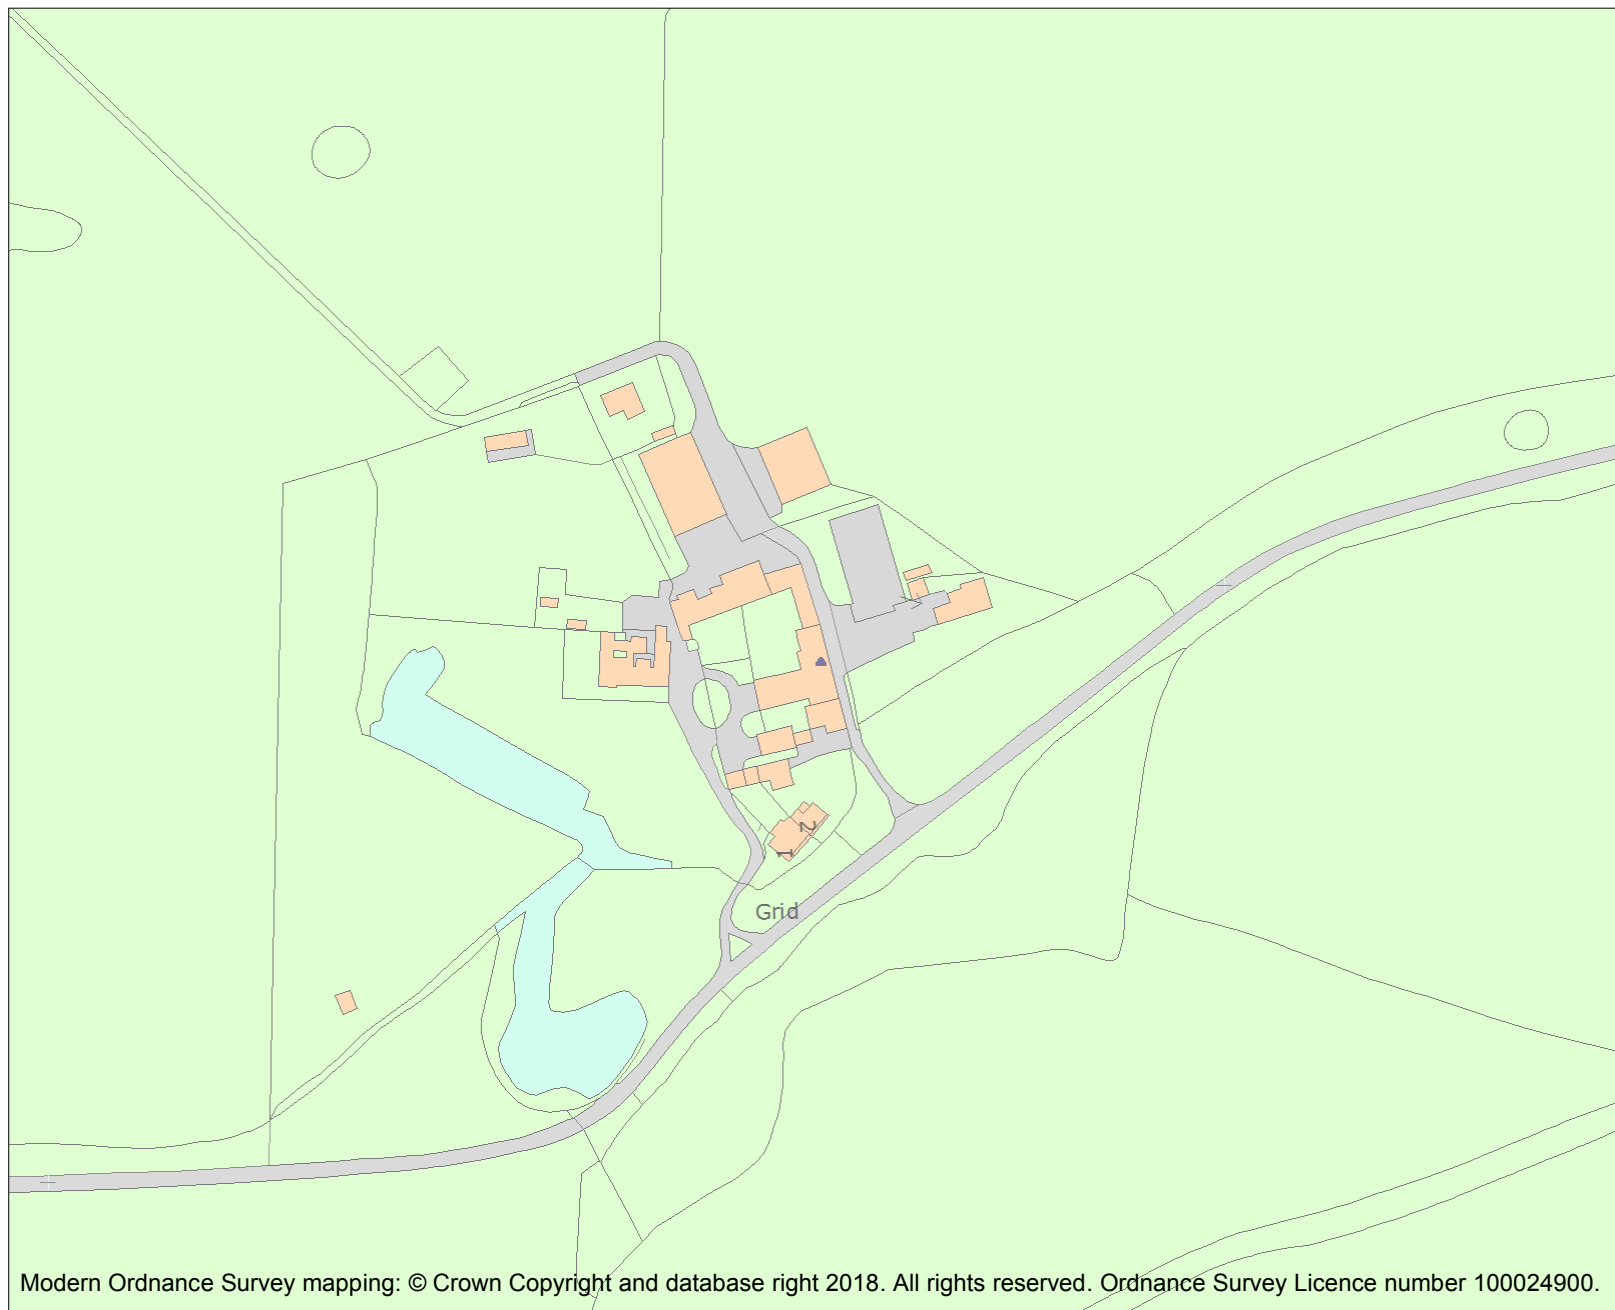 2
1
Grid
Modern Ordnance Survey mapping: © Crown Copyright and database right 2018. All rights reserved. Ordnance Survey Licence number 100024900.